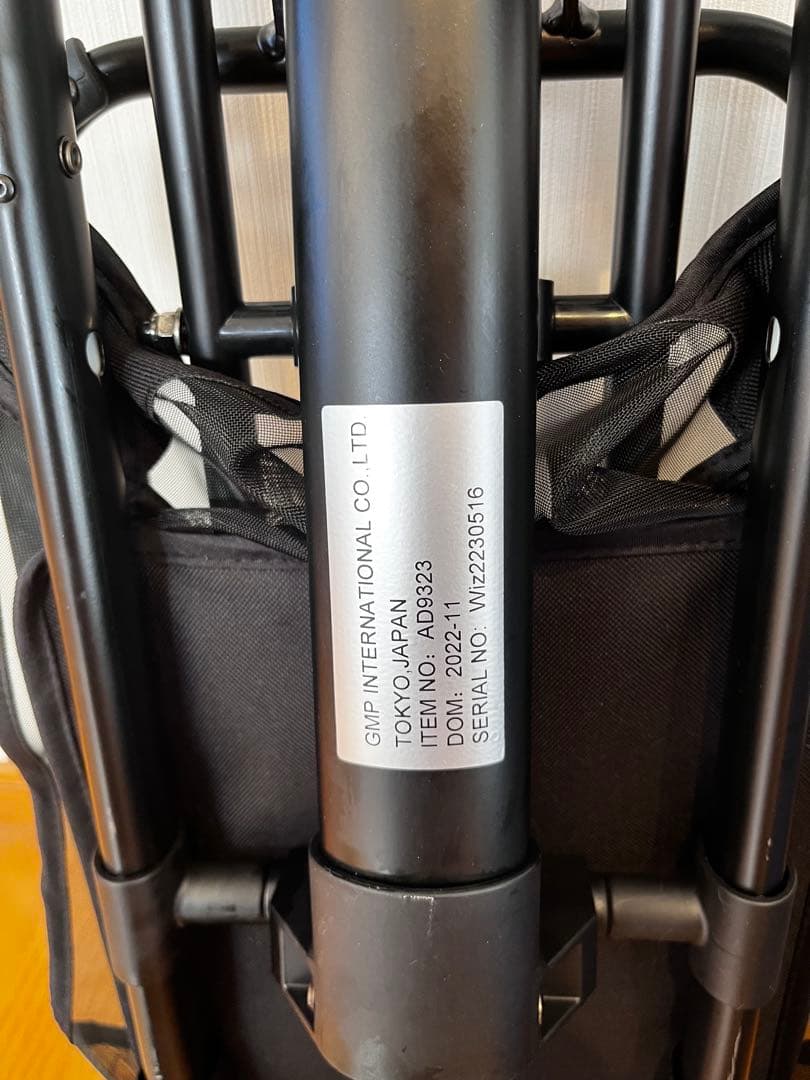 GMP INTERNATIONAL CO.,LTD.
TOKYO,JAPAN
ITEM NO: AD9323
DOM: 2022-11
SERIAL NO: Wiz2230516